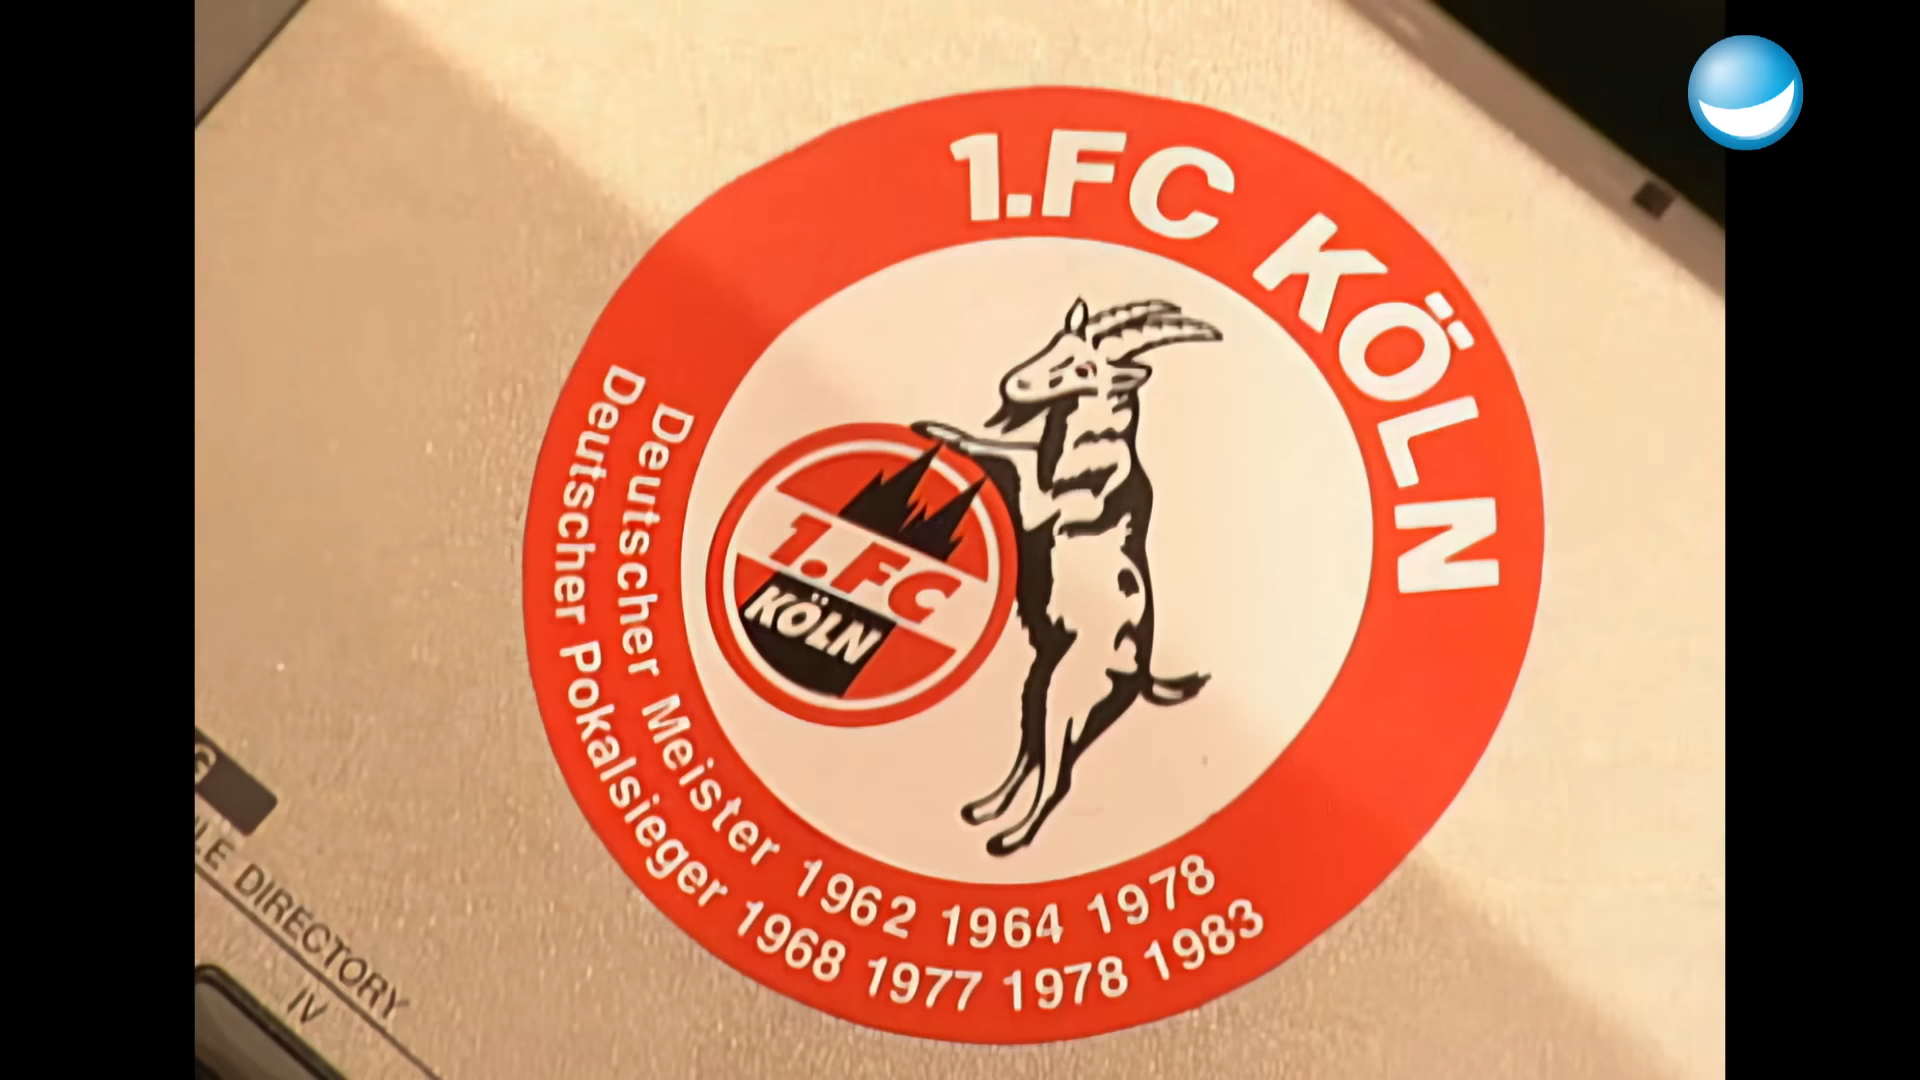 1.FC KÖLN
1.FC
KÖLN
Deutscher Meister 1962 1964 1978
Deutscher Pokalsieger 1968 1977 1978 1983
DIRECTORY
IV